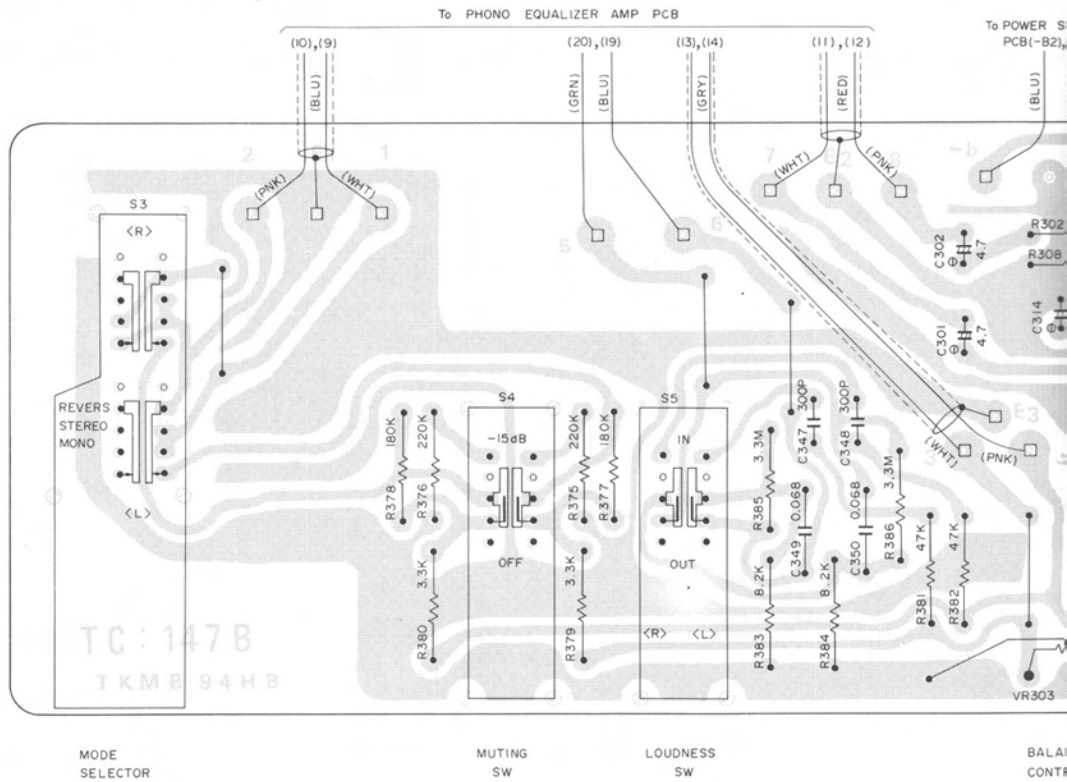 To PHONO EQUALIZER AMP PCB
To POWER S
PCB(-B2),
(10),(9)
(20),(19)
(13),(14)
(11),(12)
(BLU)
(GRN)
(BLU)
(GRY)
(RED)
(BLU)
2
1
7
E2
8
-b
(PNK)
(WHT)
(WHT)
(PNK)
S3
<R>
5
6
C302
4.7
R302
R308
C301
4.7
C314
REVERS
STEREO
MONO
<L>
S4
-15dB
OFF
S5
IN
OUT
<R>
<L>
180K
R378
220K
R376
220K
R375
180K
R377
3.3K
R380
3.3K
R379
3.3M
R385
300P
C347
300P
C348
3.3M
R386
0.068
C349
0.068
C350
8.2K
R383
8.2K
R384
47K
R381
47K
R382
E3
3
4
(WHT)
(PNK)
VR303
TC:147B
TKMB94HB
MODE
SELECTOR
MUTING
SW
LOUDNESS
SW
BALA
CONT